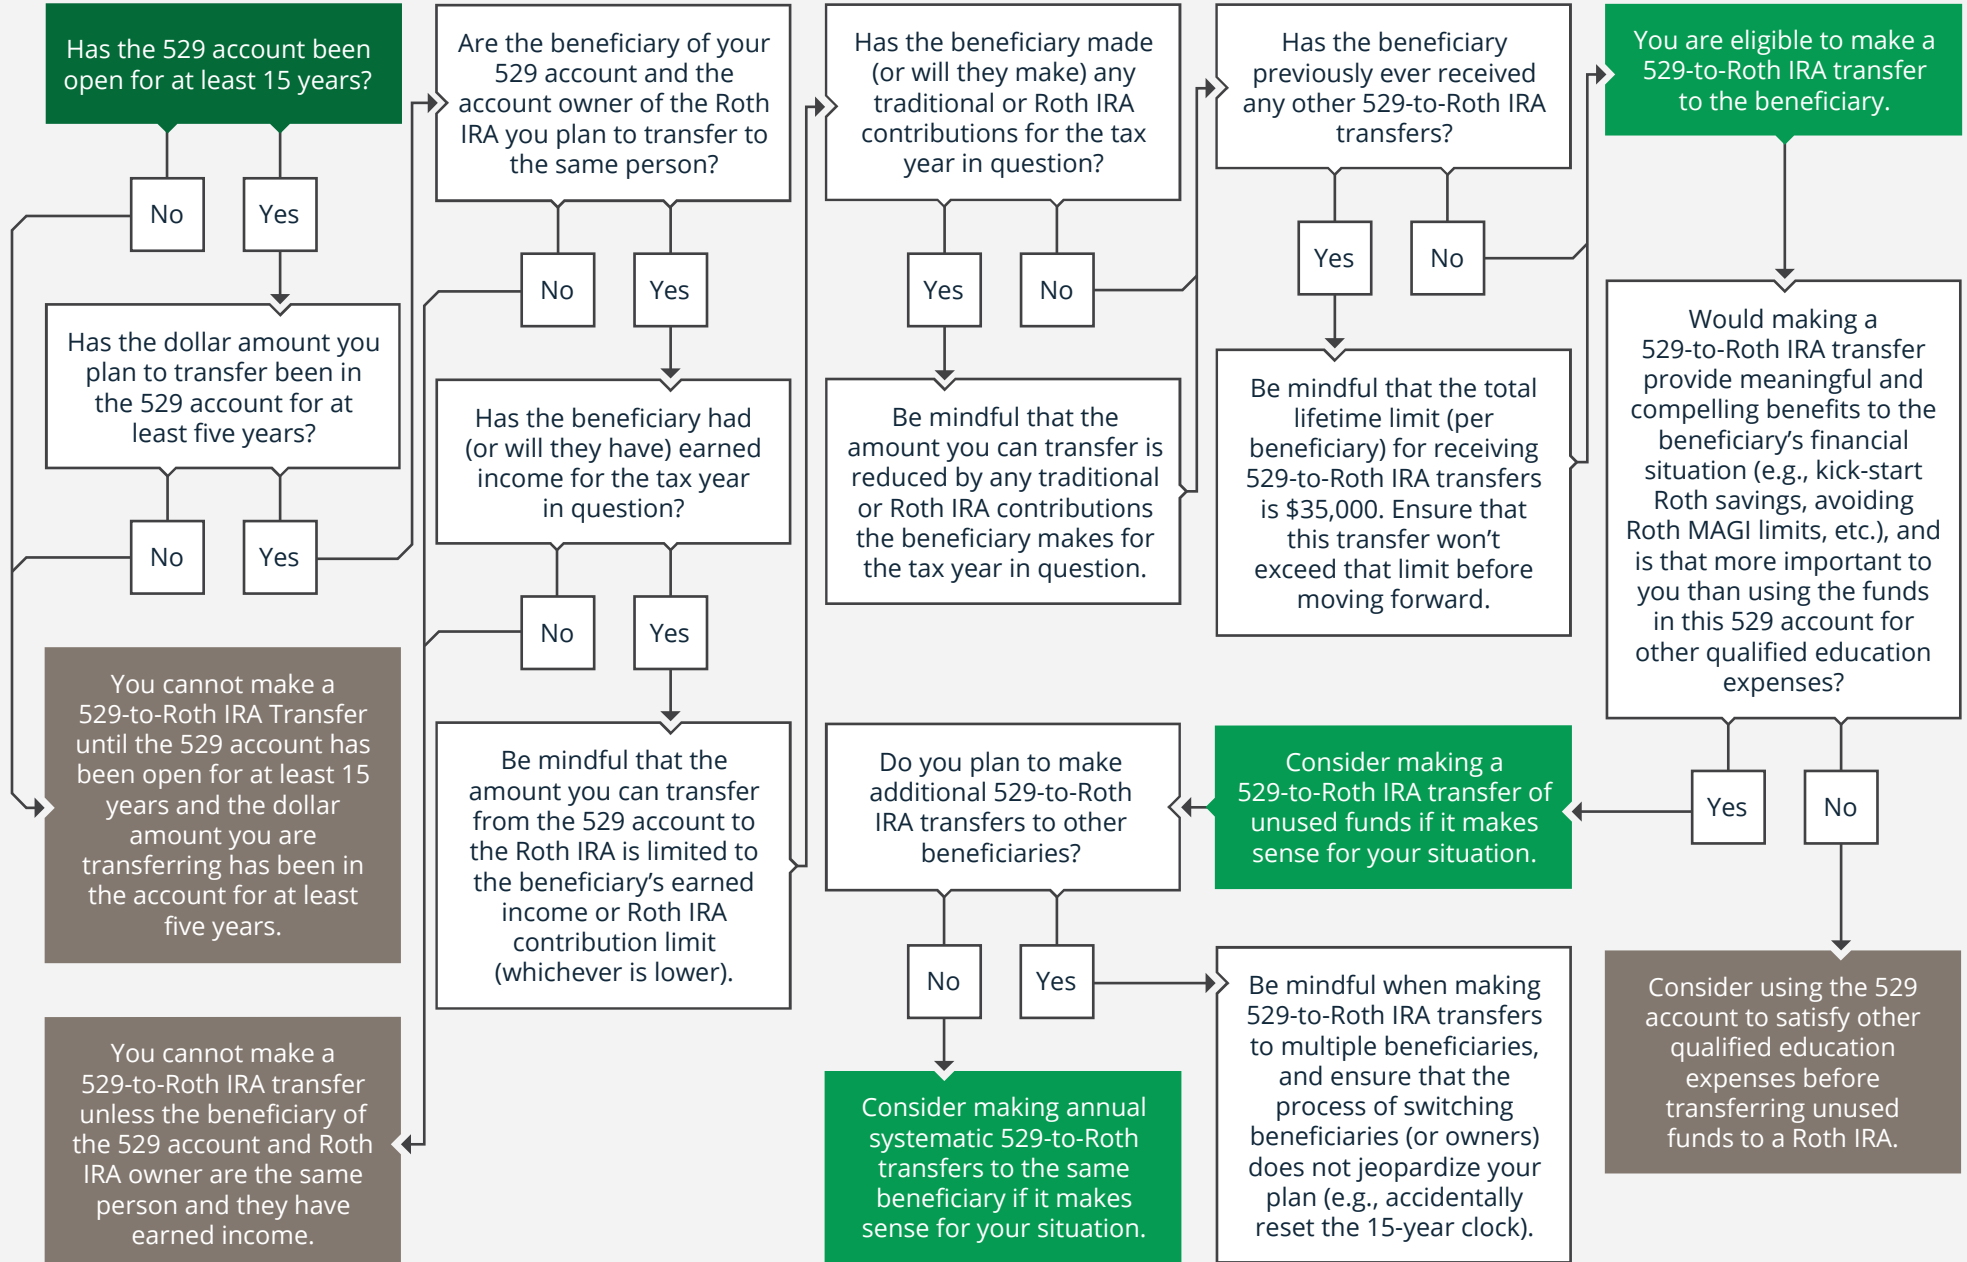 Has the 529 account been
open for at least 15 years?
No
Yes
Has the dollar amount you
plan to transfer been in
the 529 account for at
least five years?
No
Yes
You cannot make a
529-to-Roth IRA Transfer
until the 529 account has
been open for at least 15
years and the dollar
amount you are
transferring has been in
the account for at least
five years.
You cannot make a
529-to-Roth IRA transfer
unless the beneficiary of
the 529 account and Roth
IRA owner are the same
person and they have
earned income.
Are the beneficiary of your
529 account and the
account owner of the Roth
IRA you plan to transfer to
the same person?
No
Yes
Has the beneficiary had
(or will they have) earned
income for the tax year
in question?
No
Yes
Be mindful that the
amount you can transfer
from the 529 account to
the Roth IRA is limited to
the beneficiary's earned
income or Roth IRA
contribution limit
(whichever is lower).
Has the beneficiary made
(or will they make) any
traditional or Roth IRA
contributions for the tax
year in question?
Yes
No
Be mindful that the
amount you can transfer is
reduced by any traditional
or Roth IRA contributions
the beneficiary makes for
the tax year in question.
Has the beneficiary
previously ever received
any other 529-to-Roth IRA
transfers?
Yes
No
Be mindful that the total
lifetime limit (per
beneficiary) for receiving
529-to-Roth IRA transfers
is $35,000. Ensure that
this transfer won't
exceed that limit before
moving forward.
You are eligible to make a
529-to-Roth IRA transfer
to the beneficiary.
Would making a
529-to-Roth IRA transfer
provide meaningful and
compelling benefits to the
beneficiary's financial
situation (e.g., kick-start
Roth savings, avoiding
Roth MAGI limits, etc.), and
is that more important to
you than using the funds
in this 529 account for
other qualified education
expenses?
Yes
No
Consider using the 529
account to satisfy other
qualified education
expenses before
transferring unused
funds to a Roth IRA.
Consider making a
529-to-Roth IRA transfer of
unused funds if it makes
sense for your situation.
Do you plan to make
additional 529-to-Roth
IRA transfers to other
beneficiaries?
No
Yes
Consider making annual
systematic 529-to-Roth
transfers to the same
beneficiary if it makes
sense for your situation.
Be mindful when making
529-to-Roth IRA transfers
to multiple beneficiaries,
and ensure that the
process of switching
beneficiaries (or owners)
does not jeopardize your
plan (e.g., accidentally
reset the 15-year clock).